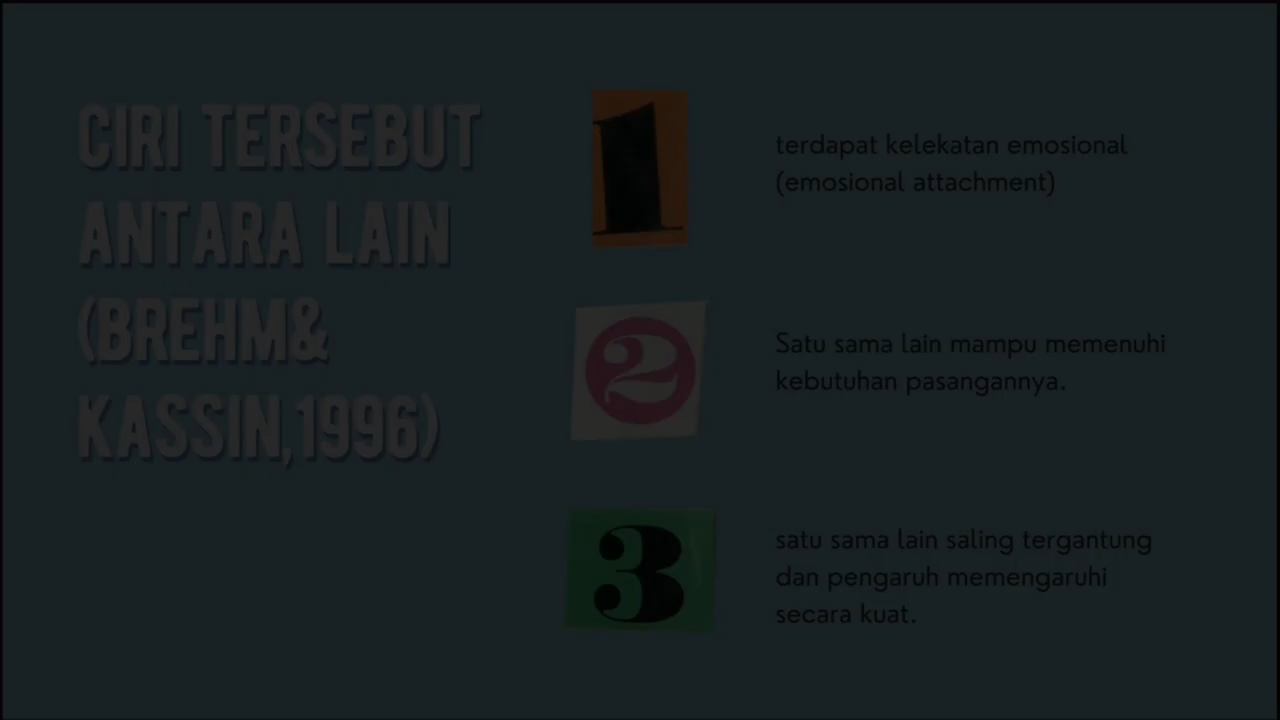 CIRI TERSEBUT
ANTARA LAIN
(BREHM&
KASSIN,1996)
1
terdapat kelekatan emosional
(emosional attachment)
2
Satu sama lain mampu memenuhi
kebutuhan pasangannya.
3
satu sama lain saling tergantung
dan pengaruh memengaruhi
secara kuat.